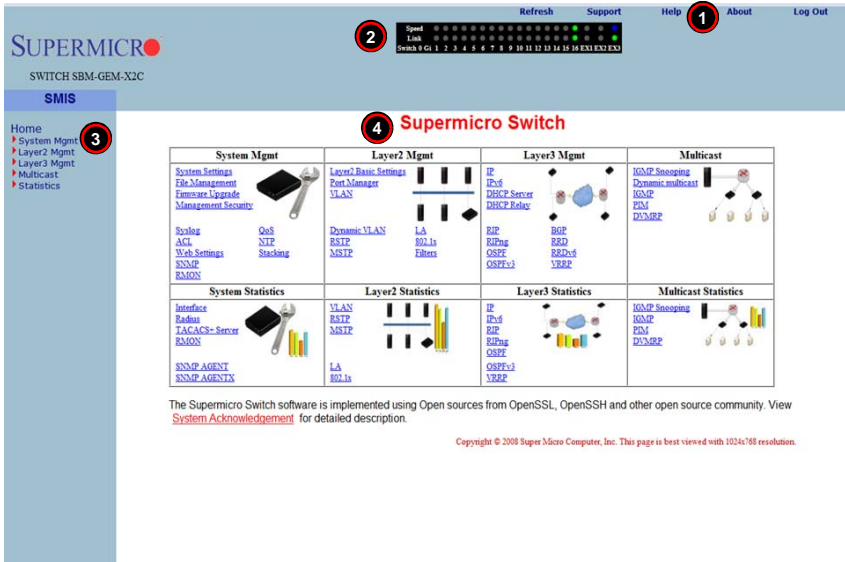 Refresh Support Help 1 About Log Out
2
Speed
Link
Switch 0 Gi 1 2 3 4 5 6 7 8 9 10 11 12 13 14 15 16 EX1 EX2 EX3
SUPERMICRO
SWITCH SBM-GEM-X2C
SMIS
Home
System Mgmt
Layer2 Mgmt
Layer3 Mgmt
Multicast
Statistics
3
4 Supermicro Switch
System Mgmt
System Settings
File Management
Firmware Upgrade
Management Security
Syslog QoS
ACL NTP
Web Settings Stacking
SNMP
RMON
Layer2 Mgmt
Layer2 Basic Settings
Port Manager
VLAN
Dynamic VLAN LA
RSTP 802.1s
MSTP Filters
Layer3 Mgmt
IP
IPv6
DHCP Server
DHCP Relay
RIP BGP
RIPng RRD
OSPF RRDv6
OSPFv3 VRRP
Multicast
IGMP Snooping
Dynamic multicast
IGMP
PIM
DVMRP
System Statistics
Interface
Radius
TACACS+ Server
RMON
SNMP AGENT
SNMP AGENTX
Layer2 Statistics
VLAN
RSTP
MSTP
LA
802.1x
Layer3 Statistics
IP
IPv6
RIP
RIPng
OSPF
OSPFv3
VRRP
Multicast Statistics
IGMP Snooping
IGMP
PIM
DVMRP
The Supermicro Switch software is implemented using Open sources from OpenSSL, OpenSSH and other open source community. View
System Acknowledgement for detailed description.
Copyright © 2008 Super Micro Computer, Inc. This page is best viewed with 1024x768 resolution.